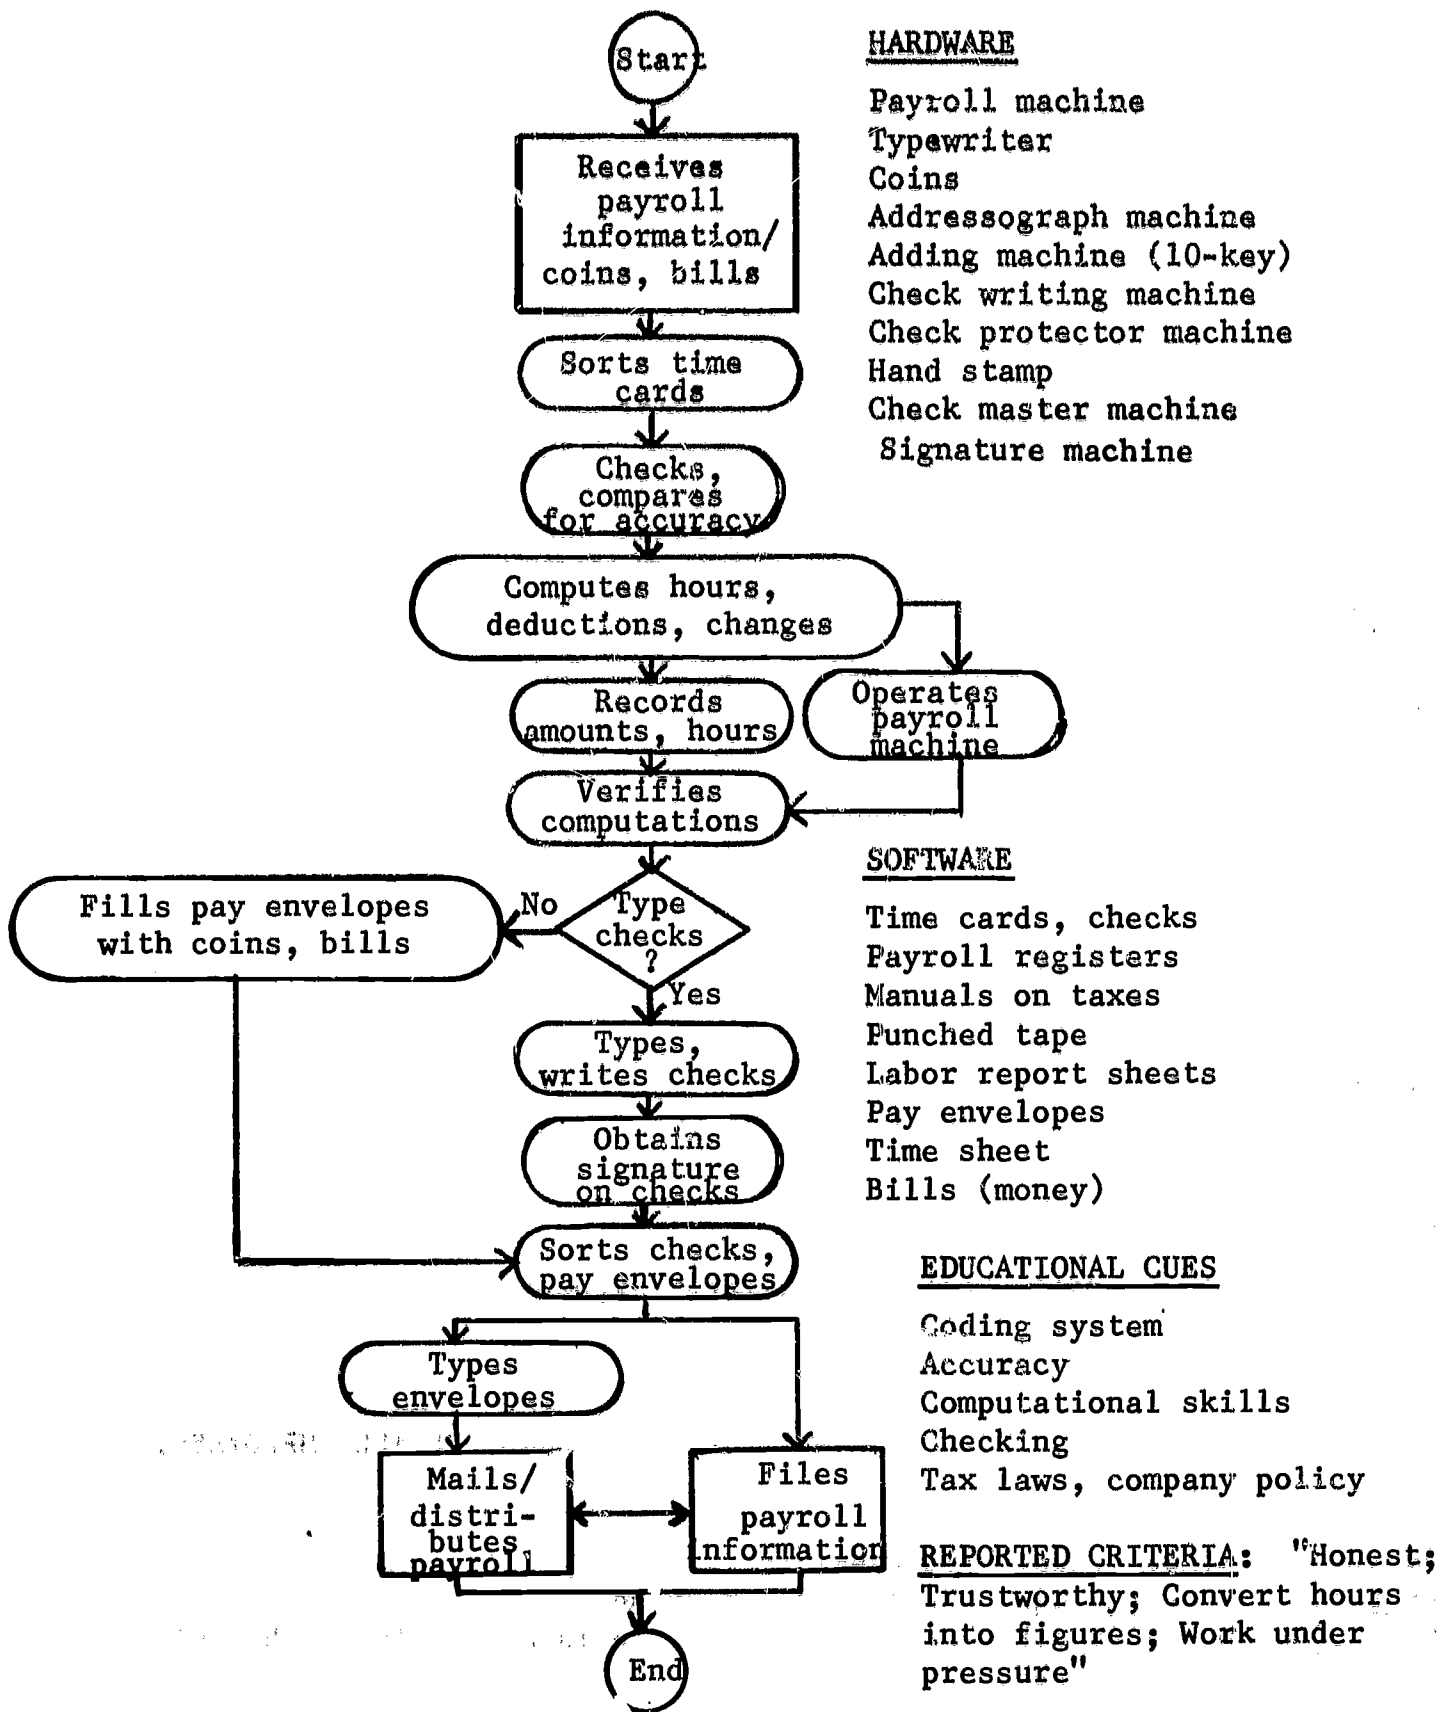 Start
Receives
payroll
information/
coins, bills
Sorts time
cards
Checks,
compares
for accuracy
Computes hours,
deductions, changes
Records
amounts, hours
Operates
payroll
machine
Verifies
computations
Type
checks
?
No
Fills pay envelopes
with coins, bills
Yes
Types,
writes checks
Obtains
signature
on checks
Sorts checks,
pay envelopes
Types
envelopes
Mails/
distri-
butes
payroll
Files
payroll
information
End
HARDWARE
Payroll machine
Typewriter
Coins
Addressograph machine
Adding machine (10-key)
Check writing machine
Check protector machine
Hand stamp
Check master machine
Signature machine
SOFTWARE
Time cards, checks
Payroll registers
Manuals on taxes
Punched tape
Labor report sheets
Pay envelopes
Time sheet
Bills (money)
EDUCATIONAL CUES
Coding system
Accuracy
Computational skills
Checking
Tax laws, company policy
REPORTED CRITERIA: "Honest;
Trustworthy; Convert hours
into figures; Work under
pressure"